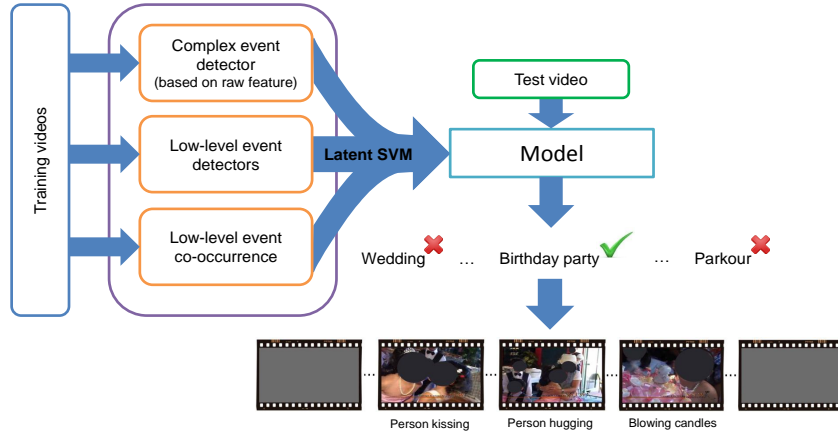 Training videos
Complex event
detector
(based on raw feature)
Low-level event
detectors
Low-level event
co-occurrence
Latent SVM
Test video
Model
Wedding ... Birthday party ... Parkour
... ... ... ...
Person kissing
Person hugging
Blowing candles